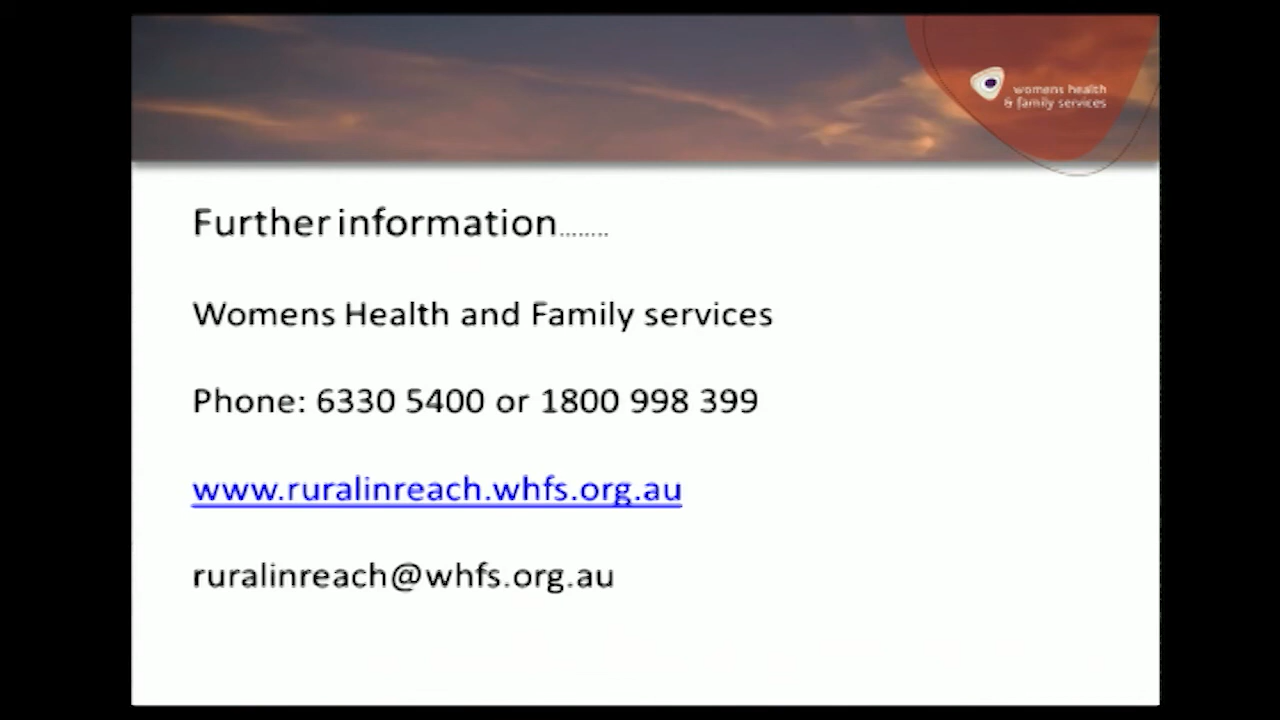 womens health
& family services
Further information........
Womens Health and Family services
Phone: 6330 5400 or 1800 998 399
www.ruralinreach.whfs.org.au
ruralinreach@whfs.org.au